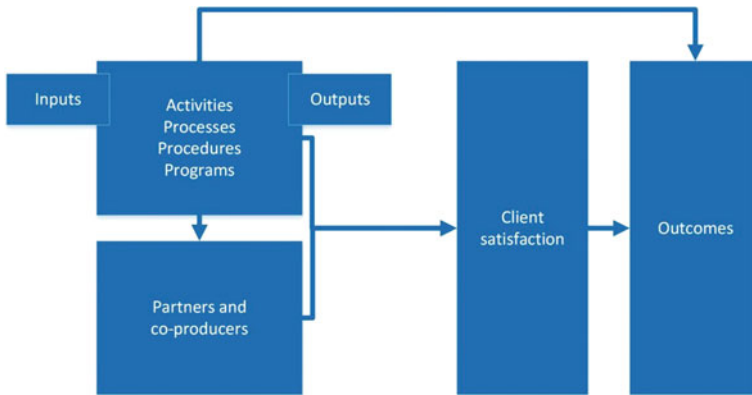 Inputs
Activities
Processes
Procedures
Programs
Outputs
Partners and
co-producers
Client
satisfaction
Outcomes